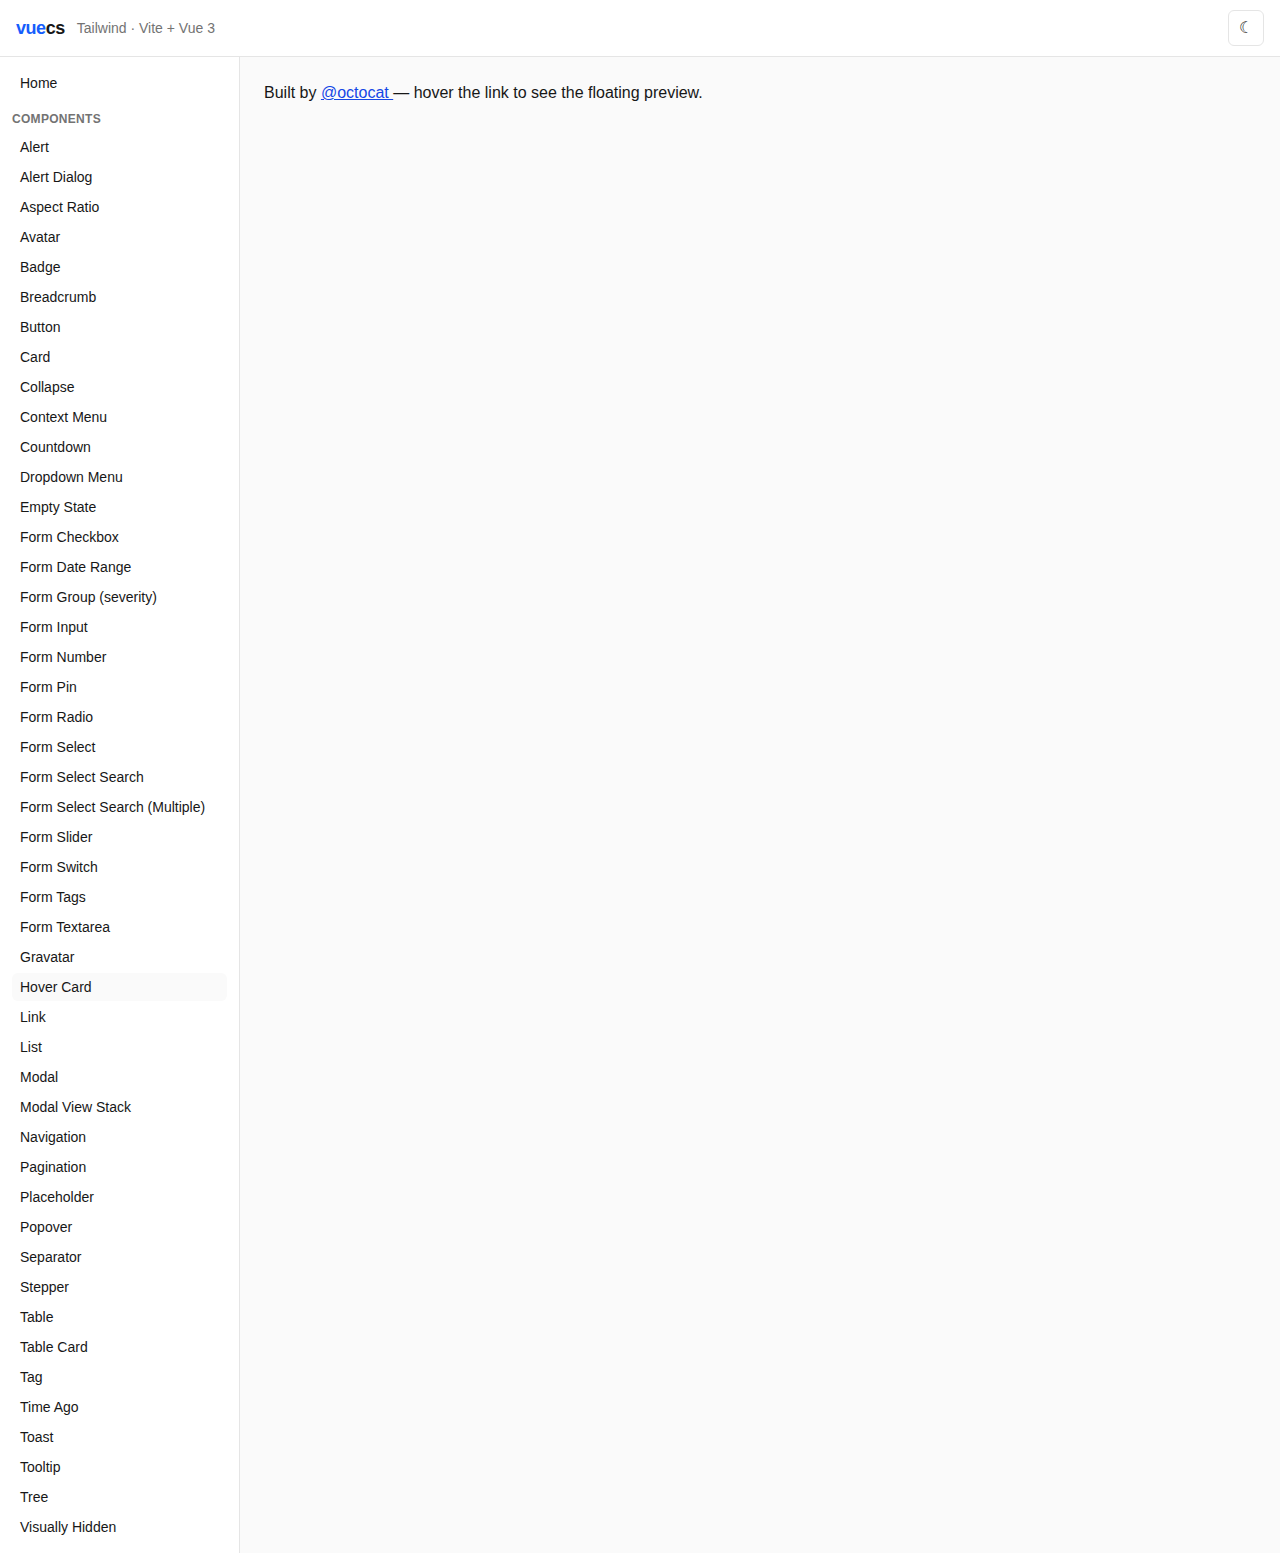 vuecs Tailwind · Vite + Vue 3
Home
COMPONENTS
Alert
Alert Dialog
Aspect Ratio
Avatar
Badge
Breadcrumb
Button
Card
Collapse
Context Menu
Countdown
Dropdown Menu
Empty State
Form Checkbox
Form Date Range
Form Group (severity)
Form Input
Form Number
Form Pin
Form Radio
Form Select
Form Select Search
Form Select Search (Multiple)
Form Slider
Form Switch
Form Tags
Form Textarea
Gravatar
Hover Card
Link
List
Modal
Modal View Stack
Navigation
Pagination
Placeholder
Popover
Separator
Stepper
Table
Table Card
Tag
Time Ago
Toast
Tooltip
Tree
Visually Hidden
Built by @octocat — hover the link to see the floating preview.